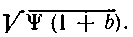 √Ψ (1 + b).